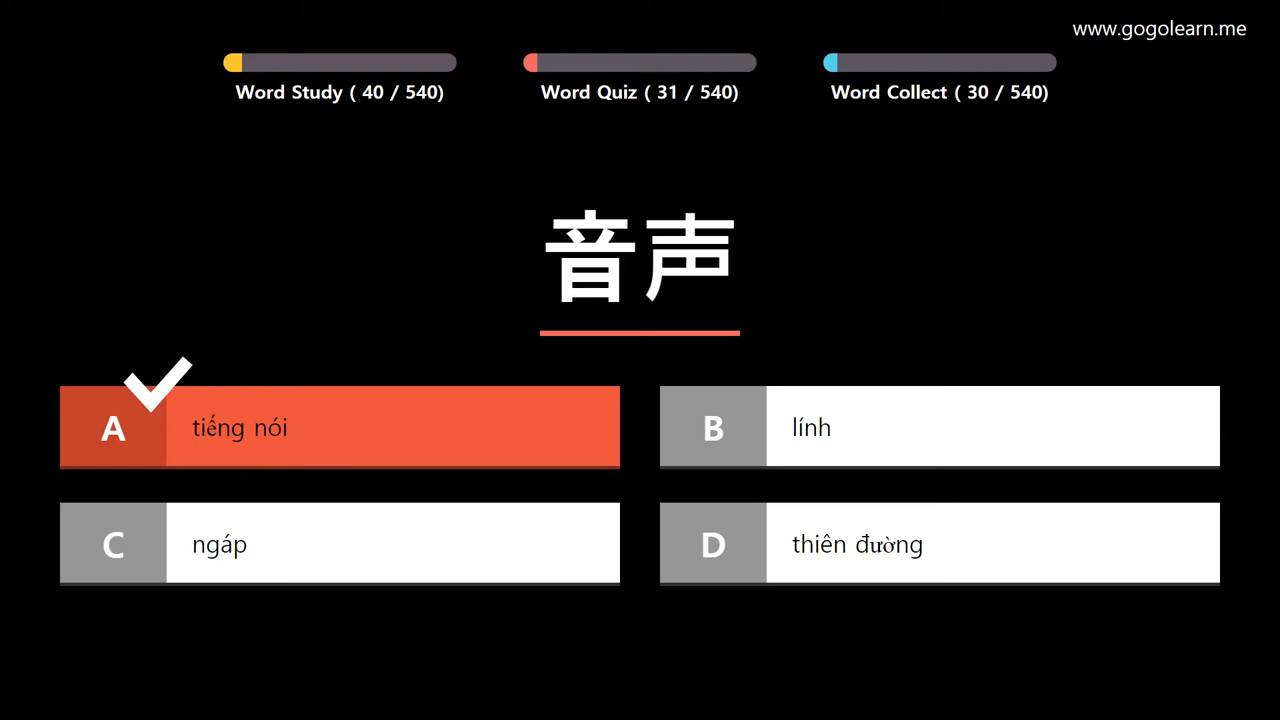 www.gogolearn.me
Word Study ( 40 / 540)
Word Quiz ( 31 / 540)
Word Collect ( 30 / 540)
音声
A tiếng nói
B lính
C ngáp
D thiên đường